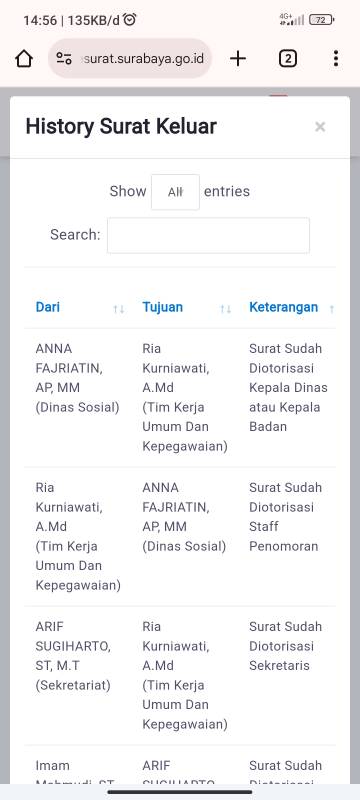 14:56 | 135KB/d
4G+
72
surat.surabaya.go.id
2
History Surat Keluar
×
Show All entries
Search:
Dari Tujuan Keterangan
ANNA Ria Surat Sudah
FAJRIATIN, Kurniawati, Diotorisasi
AP, MM A.Md Kepala Dinas
(Dinas Sosial) (Tim Kerja atau Kepala
Umum Dan Badan
Kepegawaian)
Ria ANNA Surat Sudah
Kurniawati, FAJRIATIN, Diotorisasi
A.Md AP, MM Staff
(Tim Kerja (Dinas Sosial) Penomoran
Umum Dan
Kepegawaian)
ARIF Ria Surat Sudah
SUGIHARTO, Kurniawati, Diotorisasi
ST, M.T A.Md Sekretaris
(Sekretariat) (Tim Kerja
Umum Dan
Kepegawaian)
Imam ARIF Surat Sudah